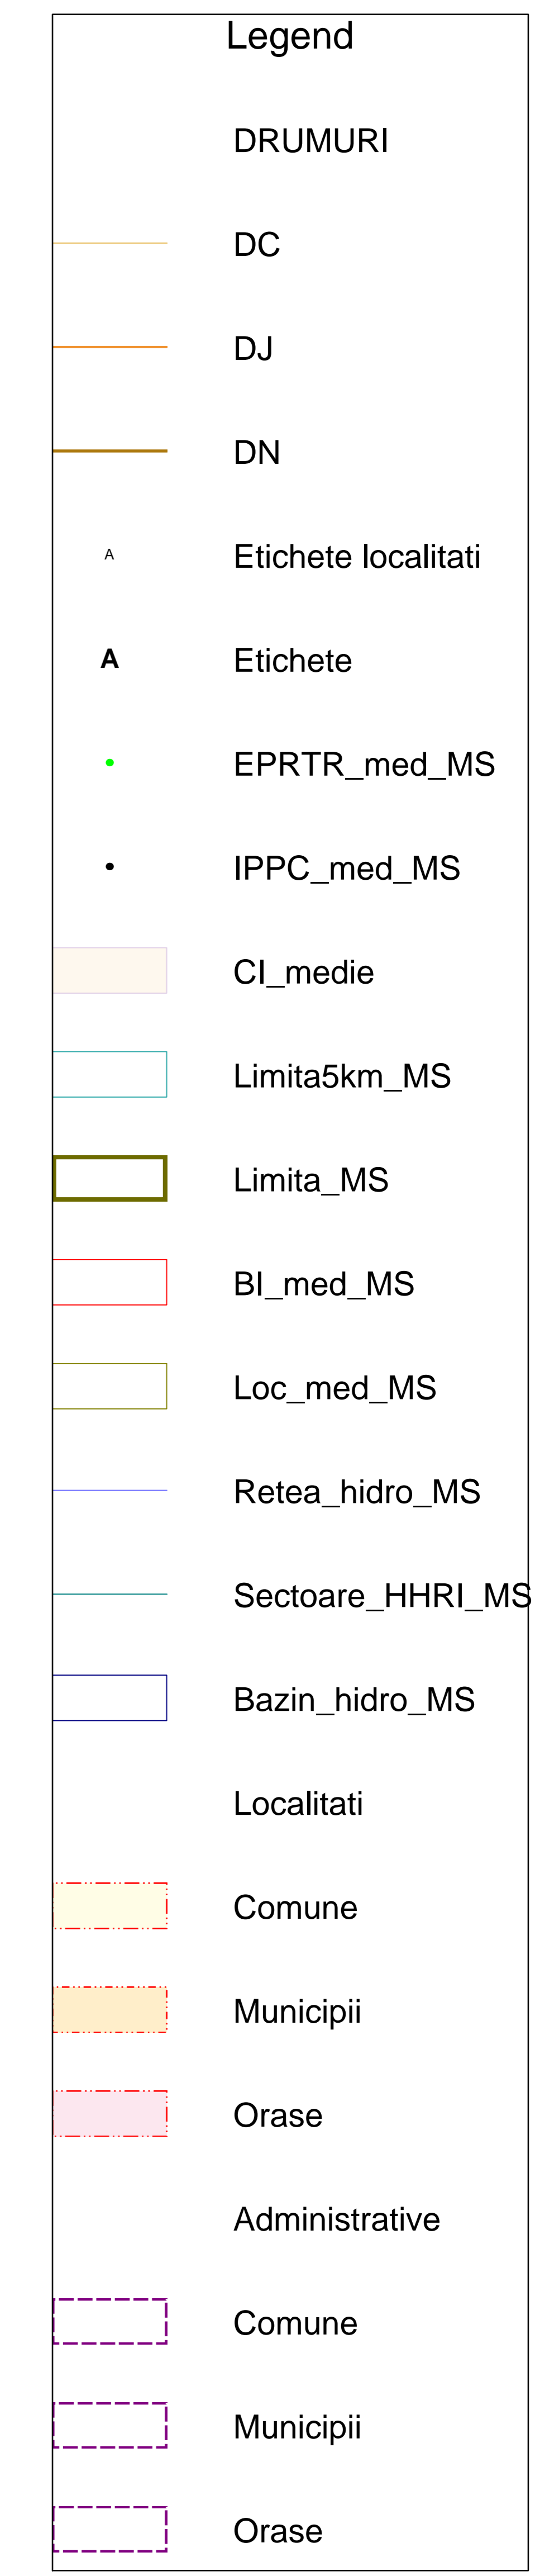 Legend
DRUMURI
DC
DJ
DN
A Etichete localitati
A Etichete
EPRTR_med_MS
IPPC_med_MS
CI_medie
Limita5km_MS
Limita_MS
BI_med_MS
Loc_med_MS
Retea_hidro_MS
Sectoare_HHRI_MS
Bazin_hidro_MS
Localitati
Comune
Municipii
Orase
Administrative
Comune
Municipii
Orase